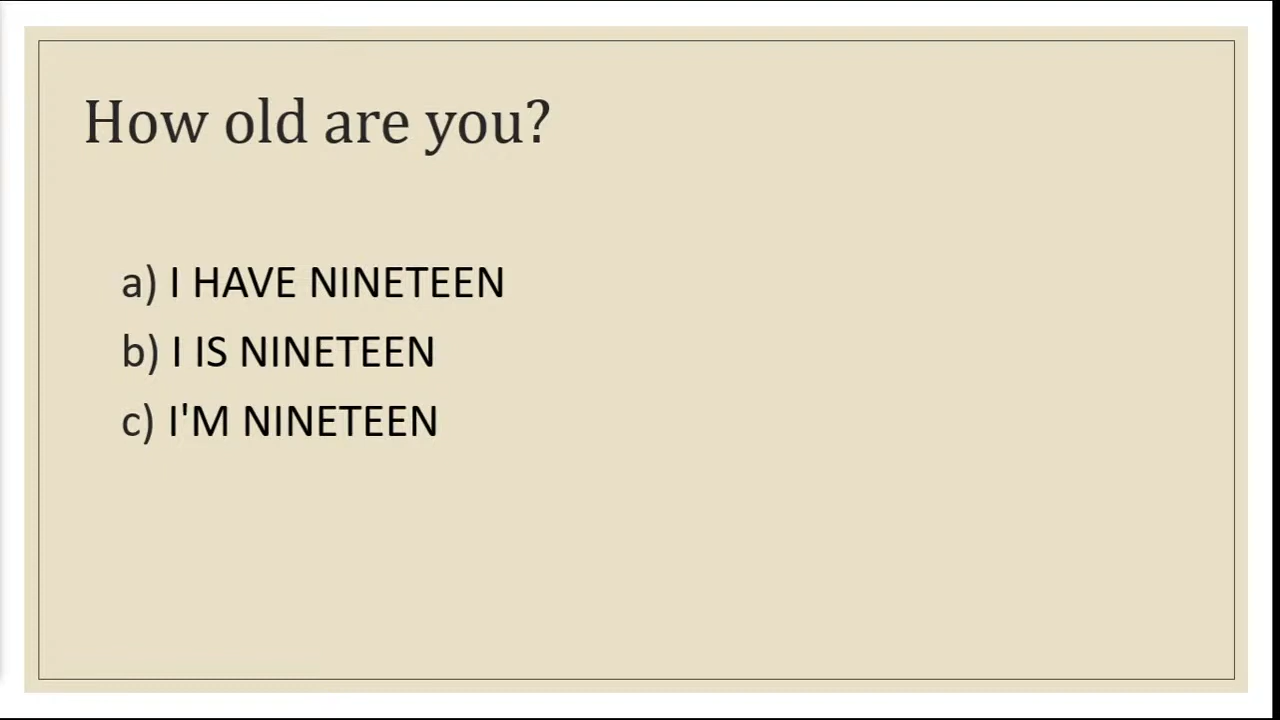 How old are you?
a) I HAVE NINETEEN
b) I IS NINETEEN
c) I'M NINETEEN